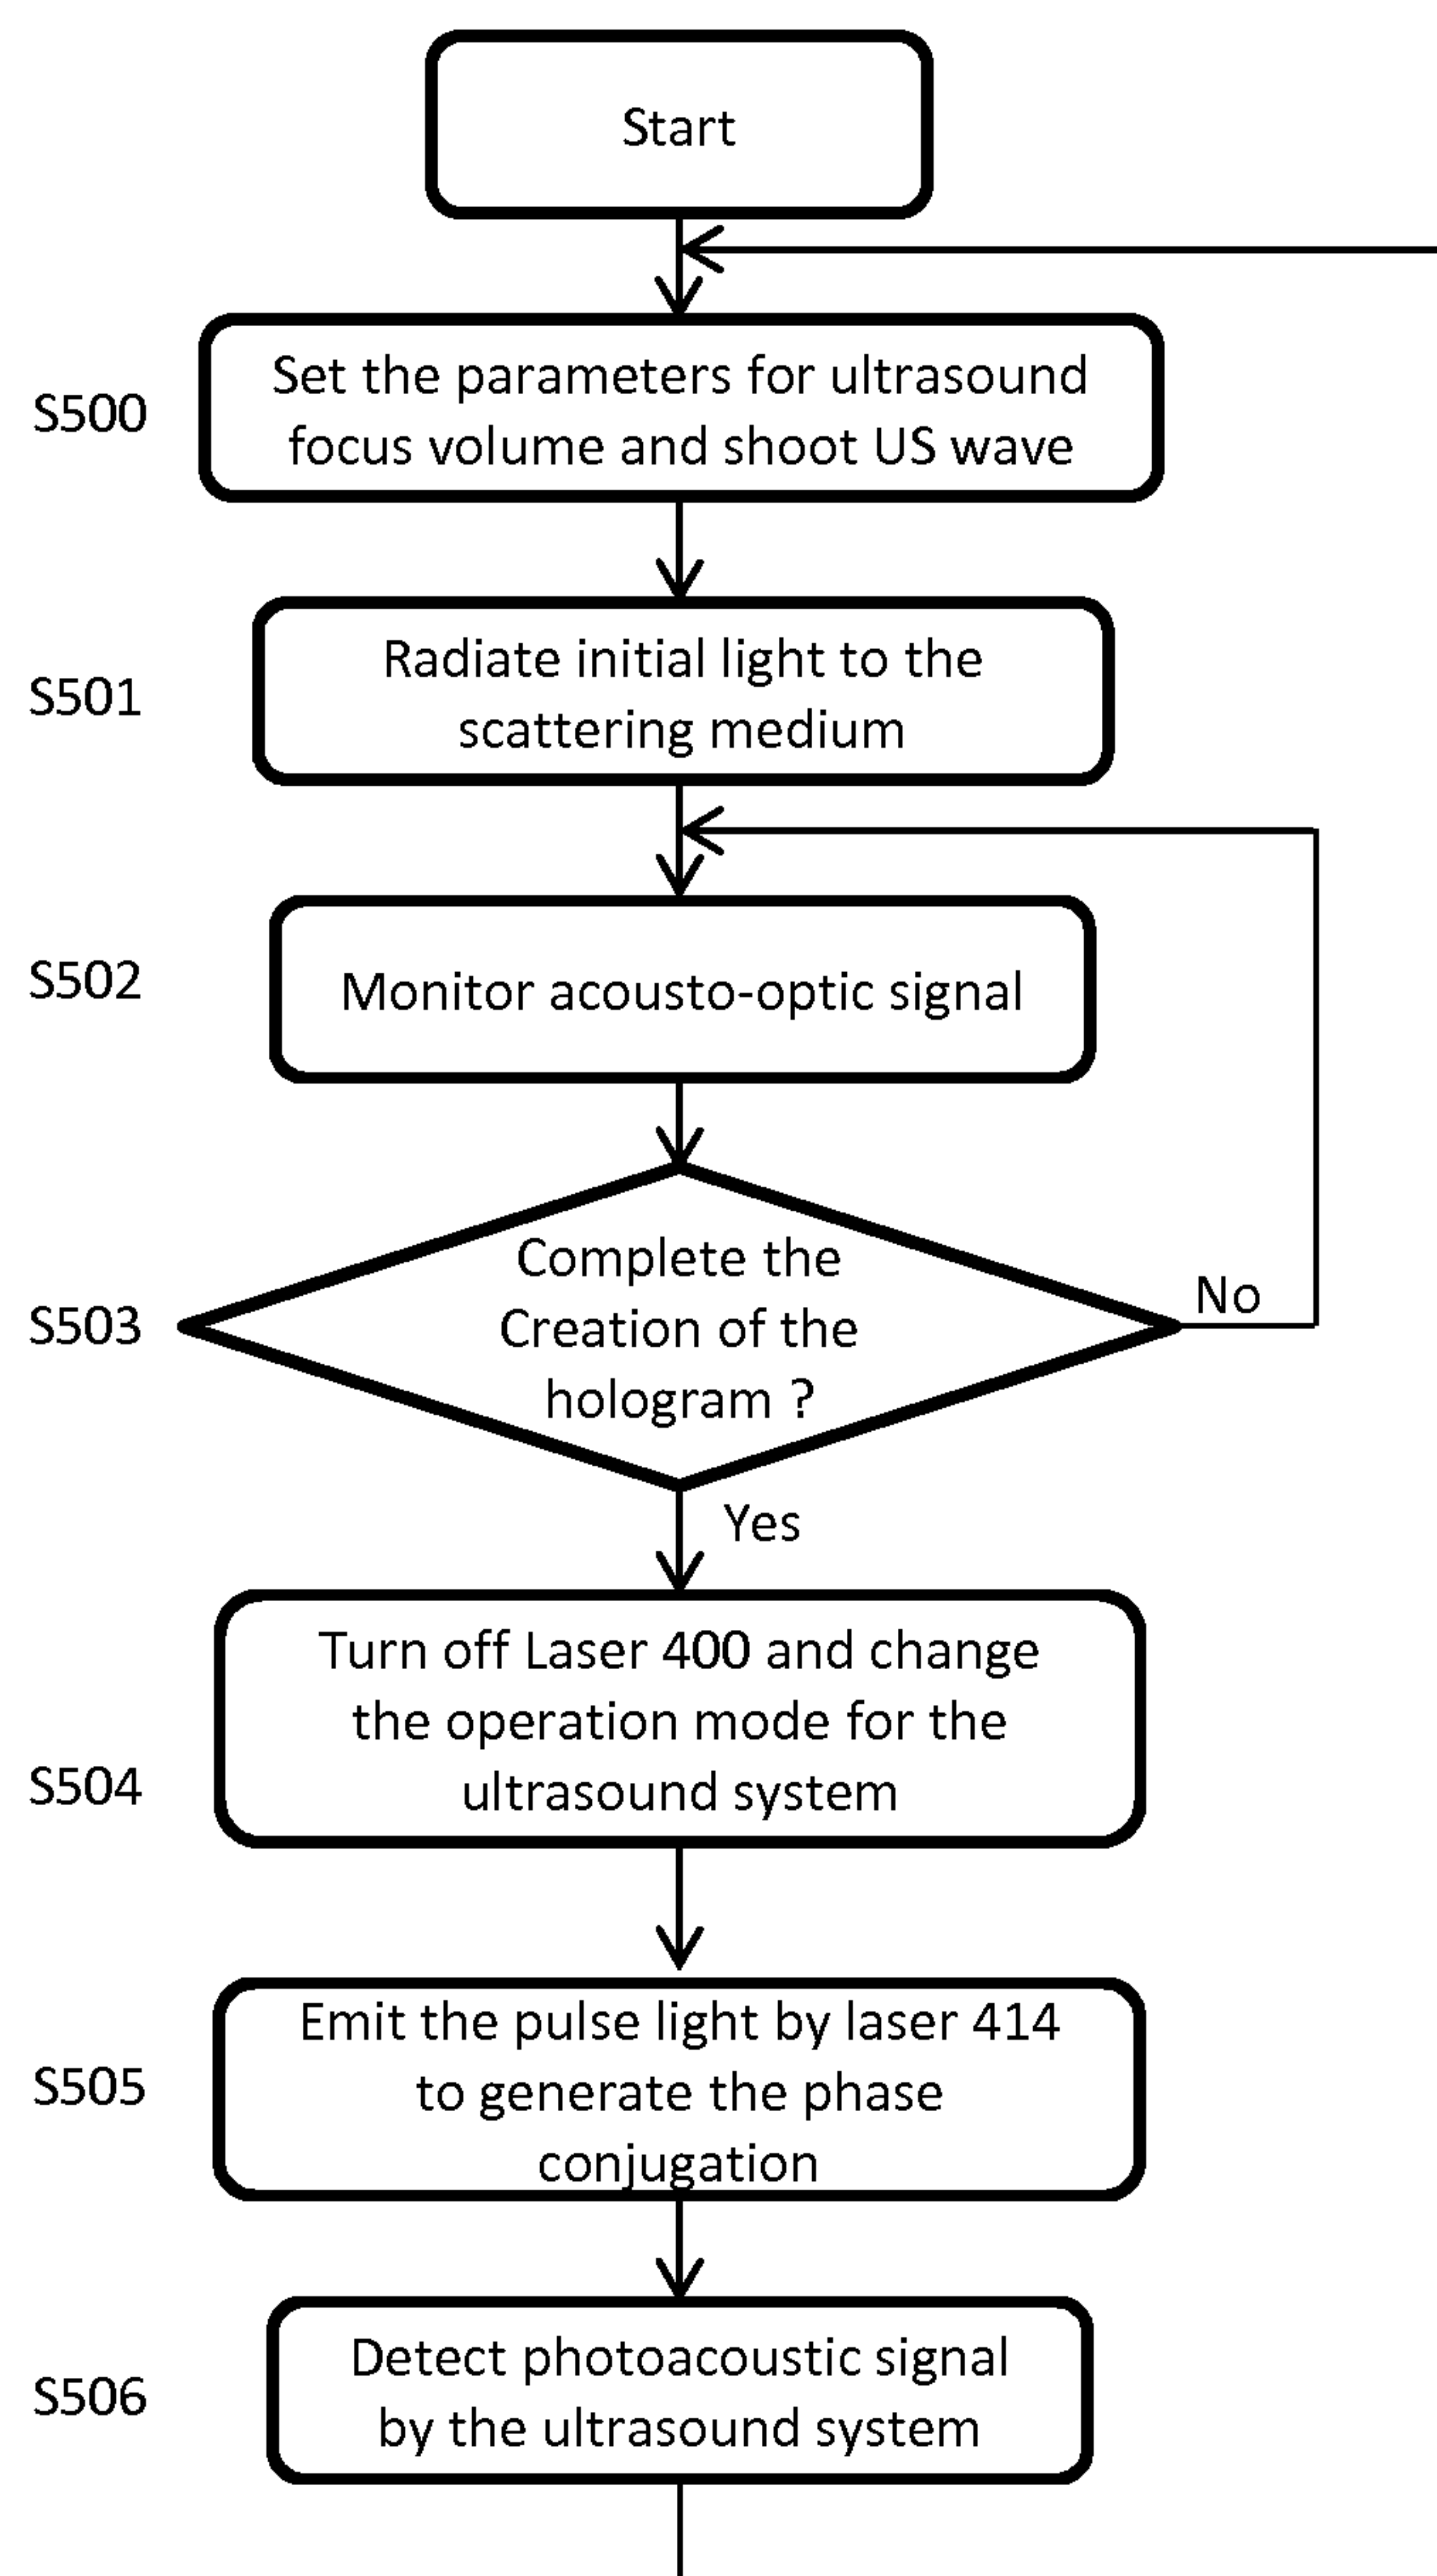 Start
S500
Set the parameters for ultrasound
focus volume and shoot US wave
S501
Radiate initial light to the
scattering medium
S502
Monitor acousto-optic signal
S503
Complete the
Creation of the
hologram ?
No
Yes
S504
Turn off Laser 400 and change
the operation mode for the
ultrasound system
S505
Emit the pulse light by laser 414
to generate the phase
conjugation
S506
Detect photoacoustic signal
by the ultrasound system